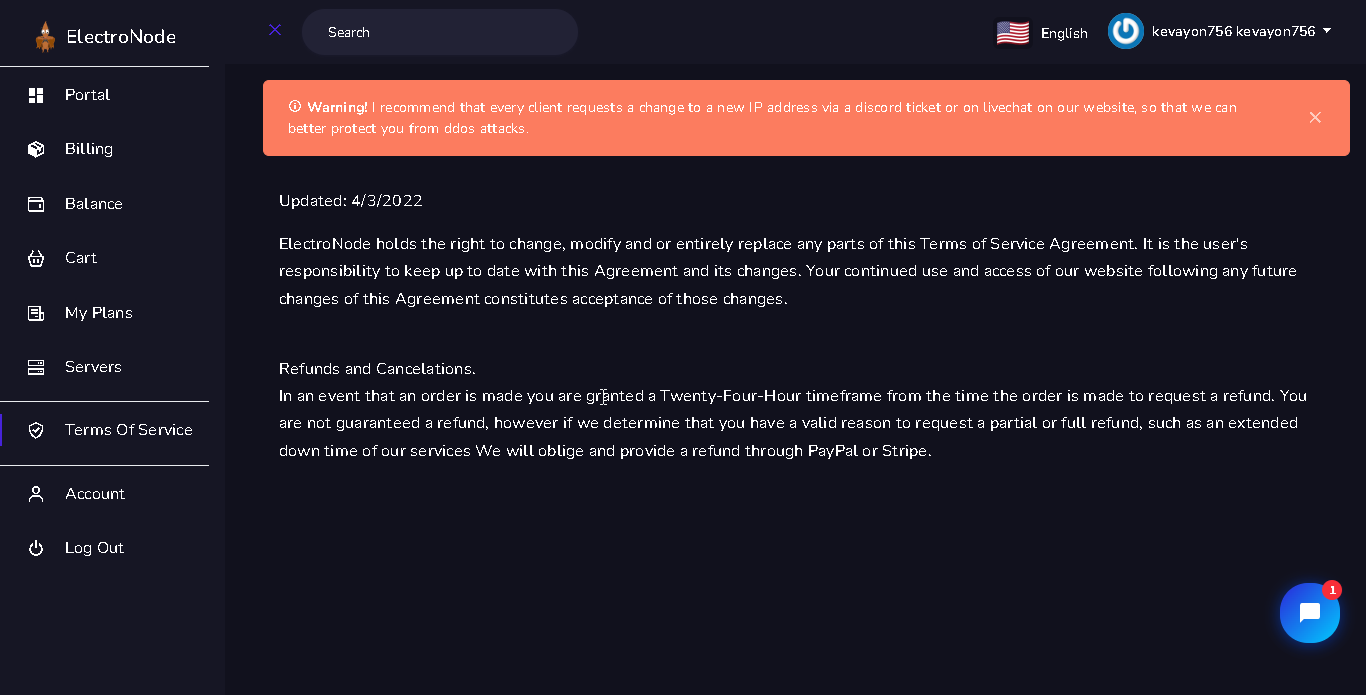 ElectroNode
Search
English
kevayon756 kevayon756
Portal
Billing
Balance
Cart
My Plans
Servers
Terms Of Service
Account
Log Out
Warning! I recommend that every client requests a change to a new IP address via a discord ticket or on livechat on our website, so that we can
better protect you from ddos attacks.
Updated: 4/3/2022
ElectroNode holds the right to change, modify and or entirely replace any parts of this Terms of Service Agreement. It is the user's
responsibility to keep up to date with this Agreement and its changes. Your continued use and access of our website following any future
changes of this Agreement constitutes acceptance of those changes.
Refunds and Cancelations.
In an event that an order is made you are granted a Twenty-Four-Hour timeframe from the time the order is made to request a refund. You
are not guaranteed a refund, however if we determine that you have a valid reason to request a partial or full refund, such as an extended
down time of our services We will oblige and provide a refund through PayPal or Stripe.
1